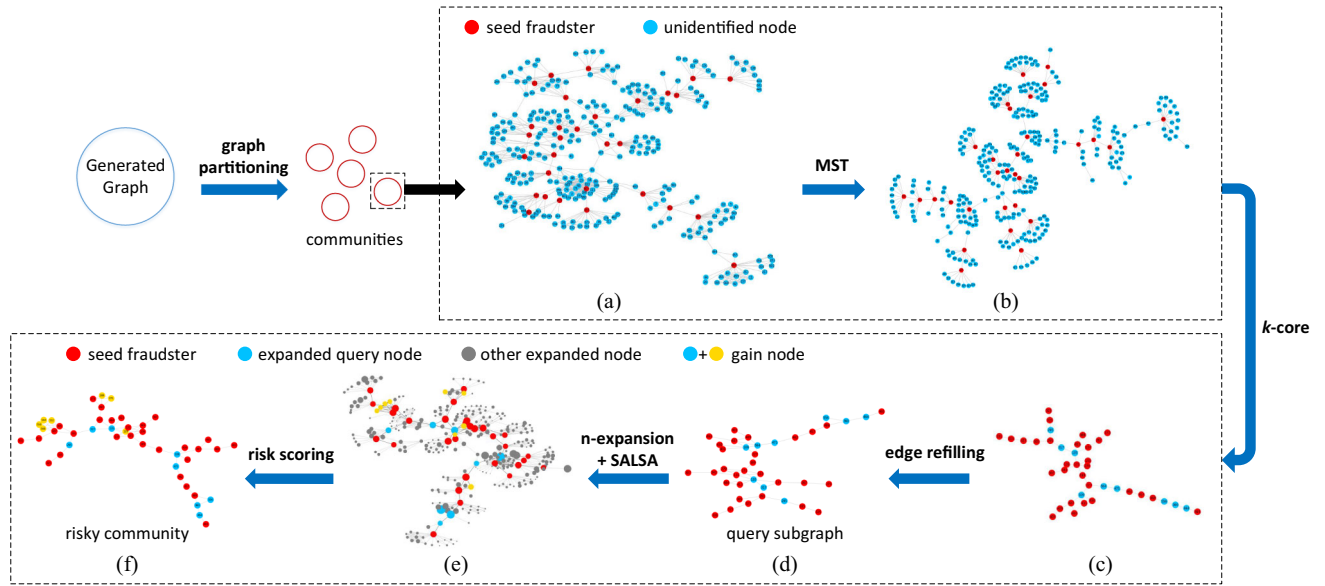 seed fraudster
unidentified node
Generated
Graph
graph
partitioning
communities
MST
(a)
(b)
k-core
seed fraudster
expanded query node
other expanded node
+
gain node
risk scoring
n-expansion
+ SALSA
edge refilling
risky community
query subgraph
(f)
(e)
(d)
(c)